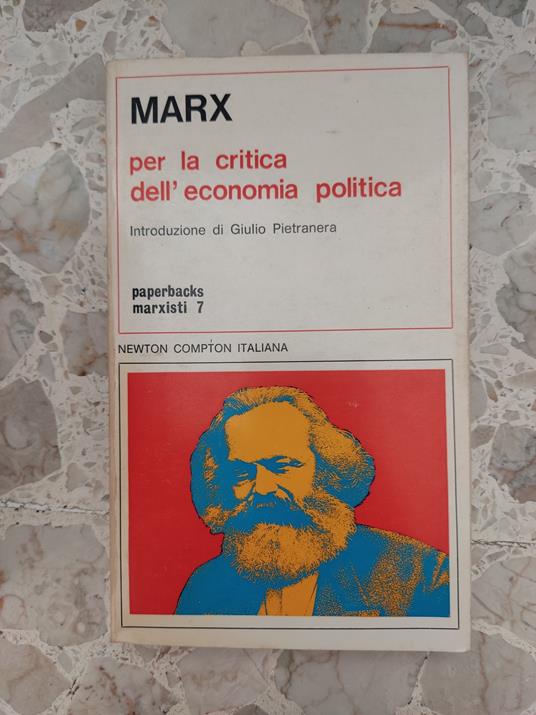 MARX
per la critica
dell'economia politica
Introduzione di Giulio Pietranera
paperbacks
marxisti 7
NEWTON COMPTON ITALIANA